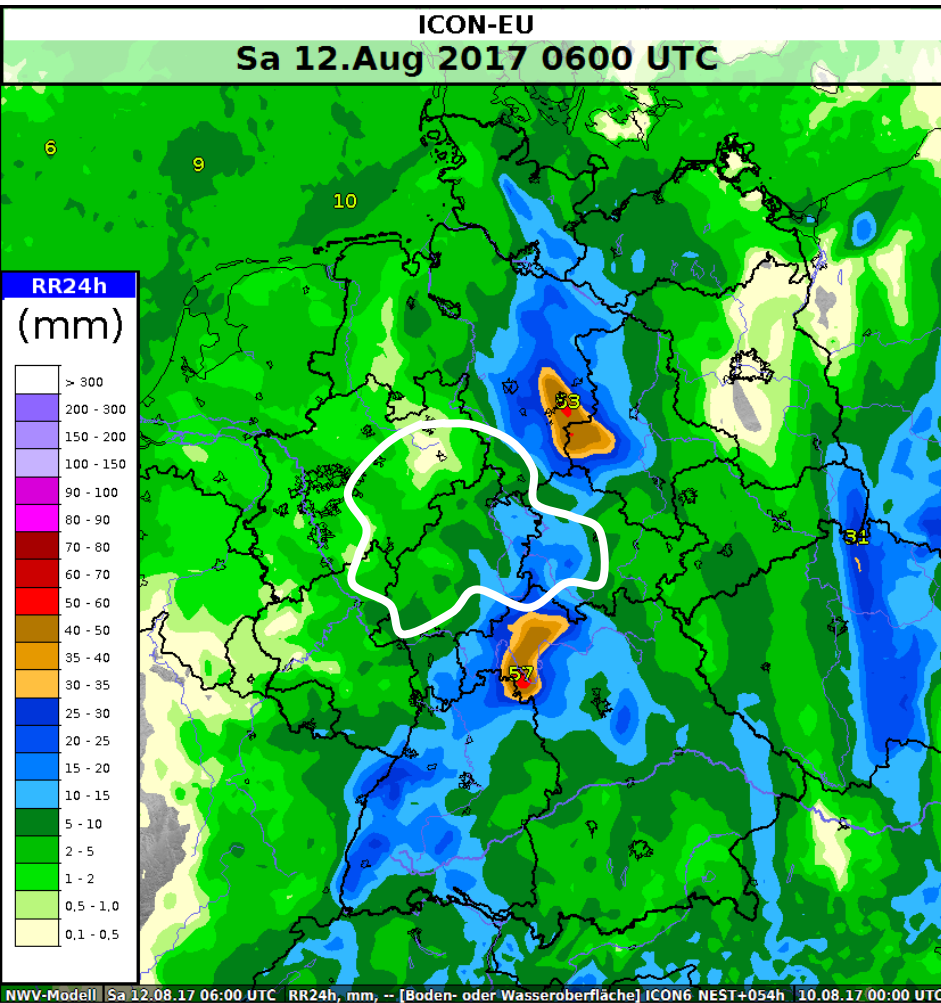 ICON-EU
Sa 12.Aug 2017 0600 UTC
6
9
10
RR24h
(mm)
> 300
200 - 300
150 - 200
100 - 150
90 - 100
80 - 90
70 - 80
60 - 70
50 - 60
40 - 50
35 - 40
30 - 35
25 - 30
20 - 25
15 - 20
10 - 15
5 - 10
2 - 5
1 - 2
0,5 - 1,0
0,1 - 0,5
53
31
57
NWV-Modell Sa 12.08.17 06:00 UTC RR24h, mm, -- [Boden- oder Wasseroberfläche] ICON6_NEST+054h 10.08.17 00:00 UTC